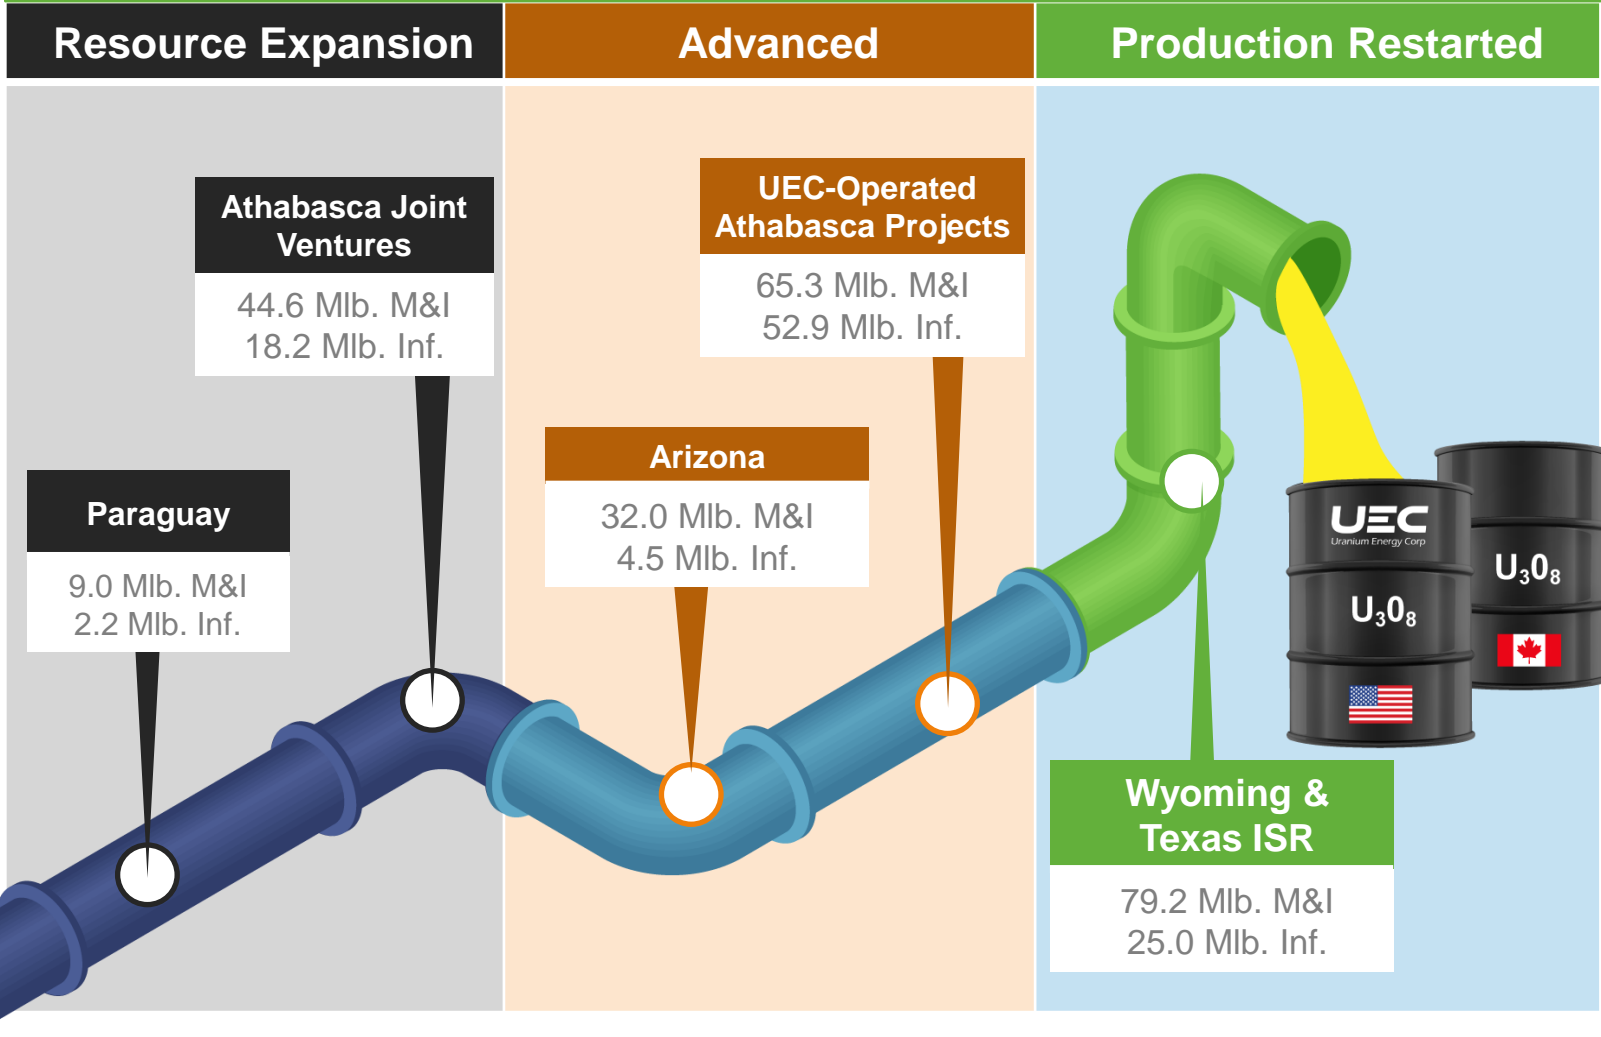 Resource Expansion
Advanced
Production Restarted
Athabasca Joint
Ventures
44.6 Mlb. M&I
18.2 Mlb. Inf.
UEC-Operated
Athabasca Projects
65.3 Mlb. M&I
52.9 Mlb. Inf.
Paraguay
9.0 Mlb. M&I
2.2 Mlb. Inf.
Arizona
32.0 Mlb. M&I
4.5 Mlb. Inf.
UEC
Uranium Energy Corp
U₃0₈
U₃0₈
Wyoming &
Texas ISR
79.2 Mlb. M&I
25.0 Mlb. Inf.